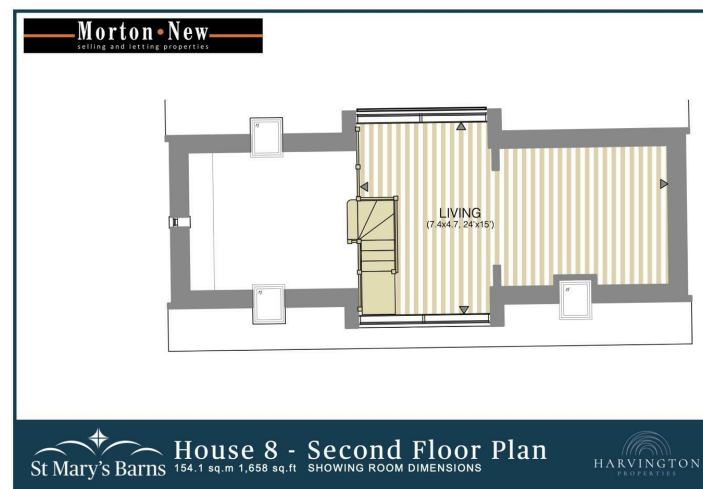 Morton•New
selling and letting properties
LIVING
(7.4x4.7, 24'x15')
St Mary's Barns
House 8 - Second Floor Plan
154.1 sq.m 1,658 sq.ft SHOWING ROOM DIMENSIONS
HARVINGTON
PROPERTIES